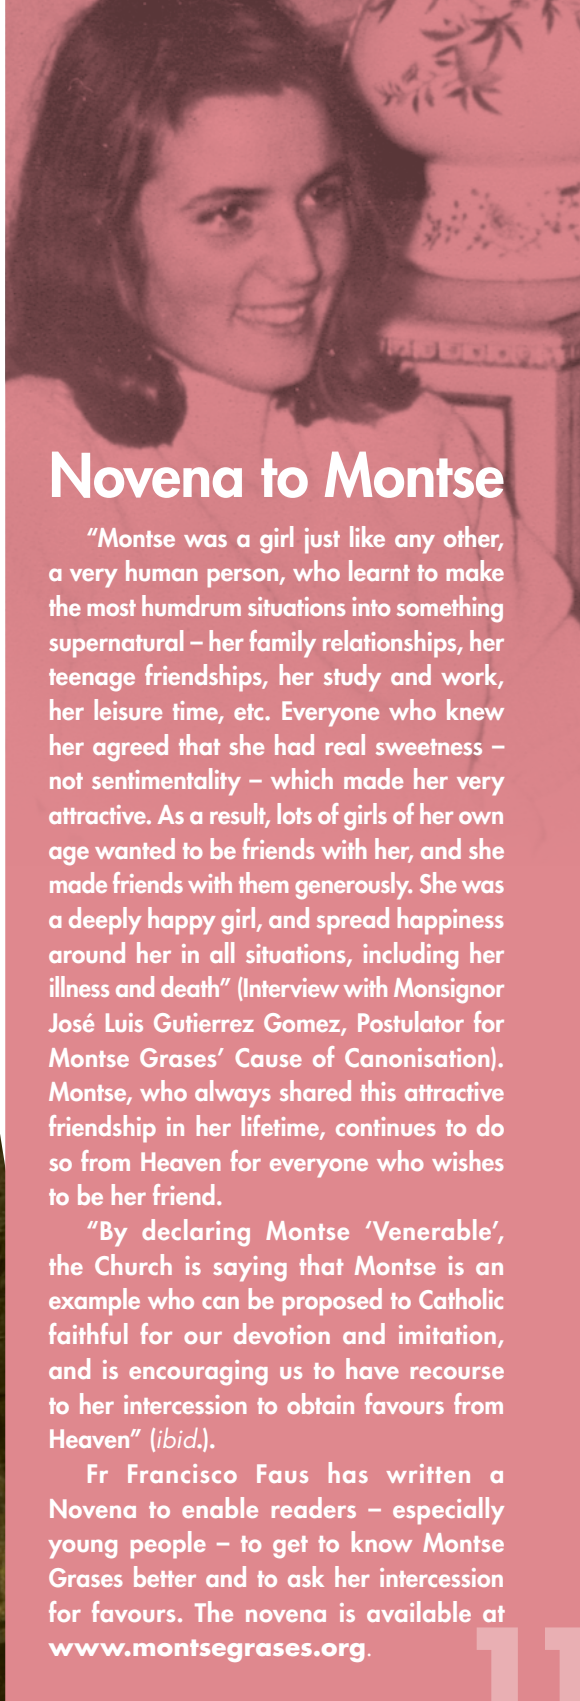 Novena to Montse
“Montse was a girl just like any other,
a very human person, who learnt to make
the most humdrum situations into something
supernatural – her family relationships, her
teenage friendships, her study and work,
her leisure time, etc. Everyone who knew
her agreed that she had real sweetness –
not sentimentality – which made her very
attractive. As a result, lots of girls of her own
age wanted to be friends with her, and she
made friends with them generously. She was
a deeply happy girl, and spread happiness
around her in all situations, including her
illness and death” (Interview with Monsignor
José Luis Gutierrez Gomez, Postulator for
Montse Grases’ Cause of Canonisation).
Montse, who always shared this attractive
friendship in her lifetime, continues to do
so from Heaven for everyone who wishes
to be her friend.
“By declaring Montse ‘Venerable’,
the Church is saying that Montse is an
example who can be proposed to Catholic
faithful for our devotion and imitation,
and is encouraging us to have recourse
to her intercession to obtain favours from
Heaven” (ibid.).
Fr Francisco Faus has written a
Novena to enable readers – especially
young people – to get to know Montse
Grases better and to ask her intercession
for favours. The novena is available at
www.montsegrases.org.
11